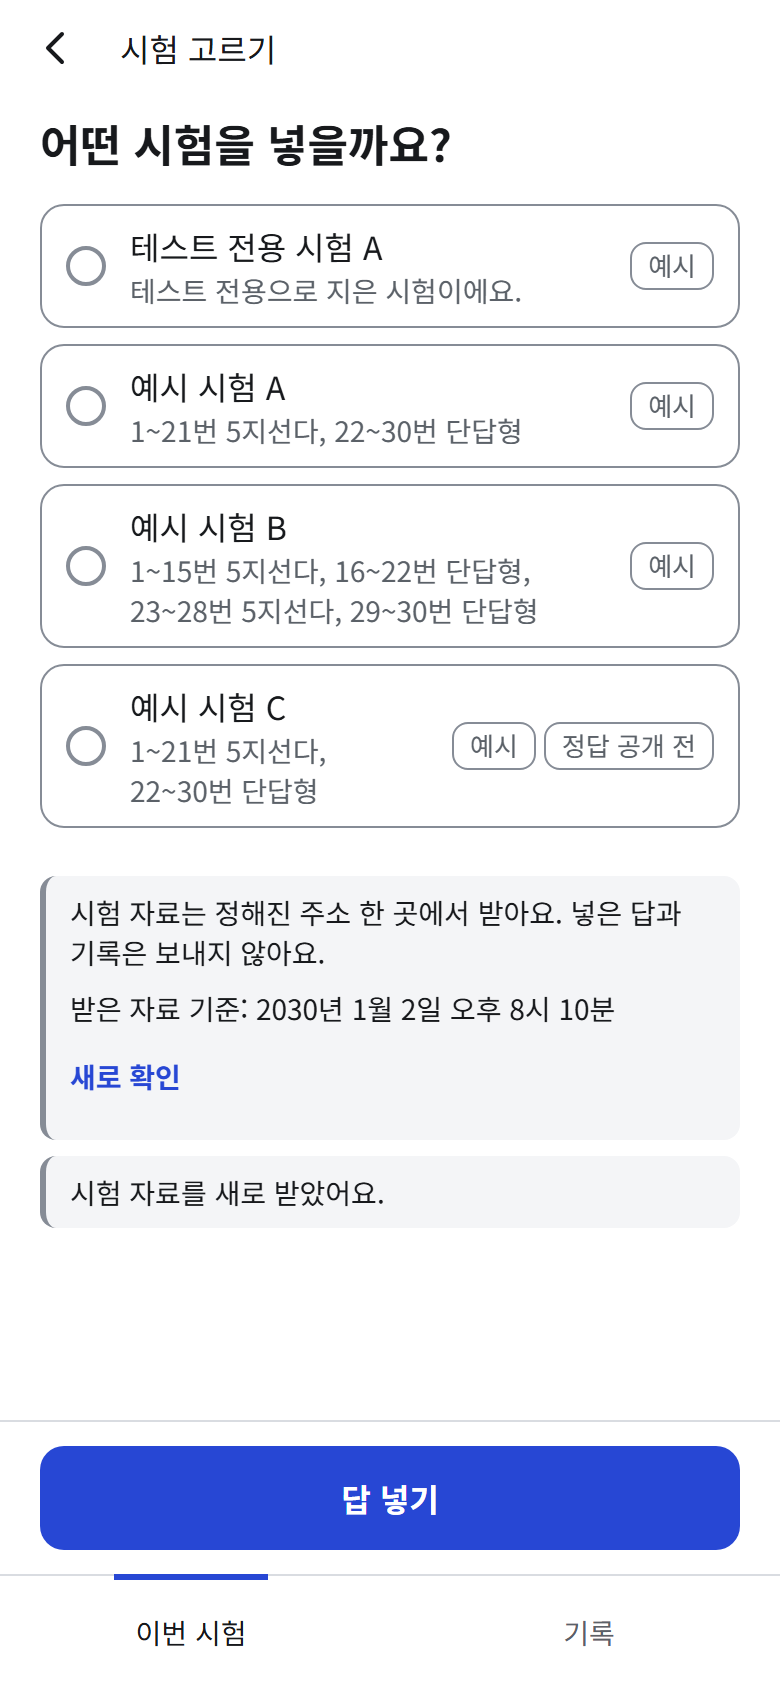 시험 고르기
어떤 시험을 넣을까요?
테스트 전용 시험 A
테스트 전용으로 지은 시험이에요.
예시
예시 시험 A
1~21번 5지선다, 22~30번 단답형
예시
예시 시험 B
1~15번 5지선다, 16~22번 단답형,
23~28번 5지선다, 29~30번 단답형
예시
예시 시험 C
1~21번 5지선다,
22~30번 단답형
예시
정답 공개 전
시험 자료는 정해진 주소 한 곳에서 받아요. 넣은 답과
기록은 보내지 않아요.
받은 자료 기준: 2030년 1월 2일 오후 8시 10분
새로 확인
시험 자료를 새로 받았어요.
답 넣기
이번 시험
기록